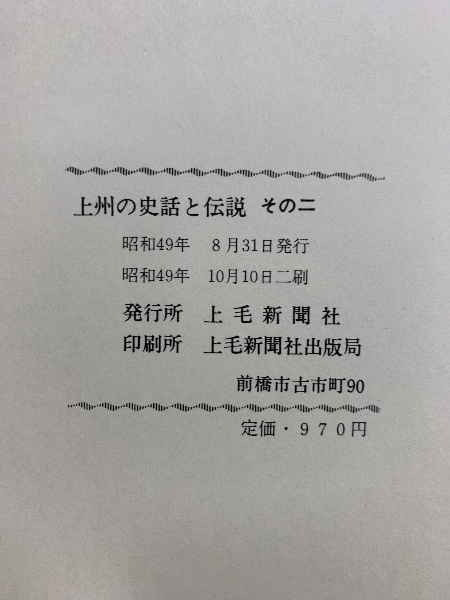 上州の史話と伝説 その二
昭和49年 8月31日発行
昭和49年 10月10日二刷
発行所 上毛新聞社
印刷所 上毛新聞社出版局
前橋市古市町90
定価・970円